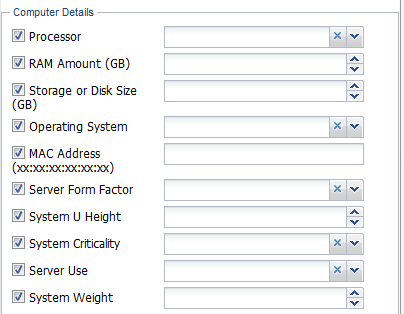 Computer Details
Processor
RAM Amount (GB)
Storage or Disk Size
(GB)
Operating System
MAC Address
(xx:xx:xx:xx:xx:xx)
Server Form Factor
System U Height
System Criticality
Server Use
System Weight